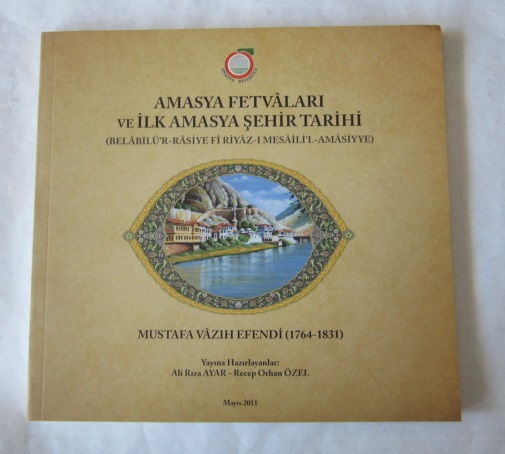 AMASYA FETVÂLARI
VE İLK AMASYA ŞEHİR TARİHİ
(BELÂBİLÜ'R-RÂSİYE Fİ RİYÂZ-I MESÂİLİ'L-AMÂSİYYE)
MUSTAFA VÂZIH EFENDİ (1764-1831)
Yayına Hazırlayanlar:
Ali Rıza AYAR - Recep Orhan ÖZEL
Mayıs 2011